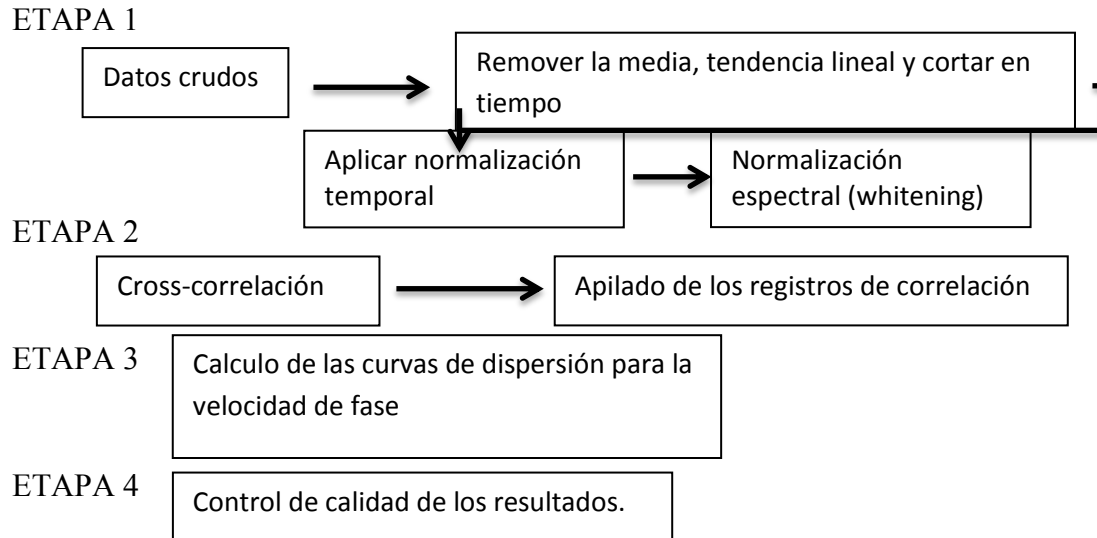 ETAPA 1
Datos crudos
Remover la media, tendencia lineal y cortar en
tiempo
Aplicar normalización
temporal
Normalización
espectral (whitening)
ETAPA 2
Cross-correlación
Apilado de los registros de correlación
ETAPA 3
Calculo de las curvas de dispersión para la
velocidad de fase
ETAPA 4
Control de calidad de los resultados.